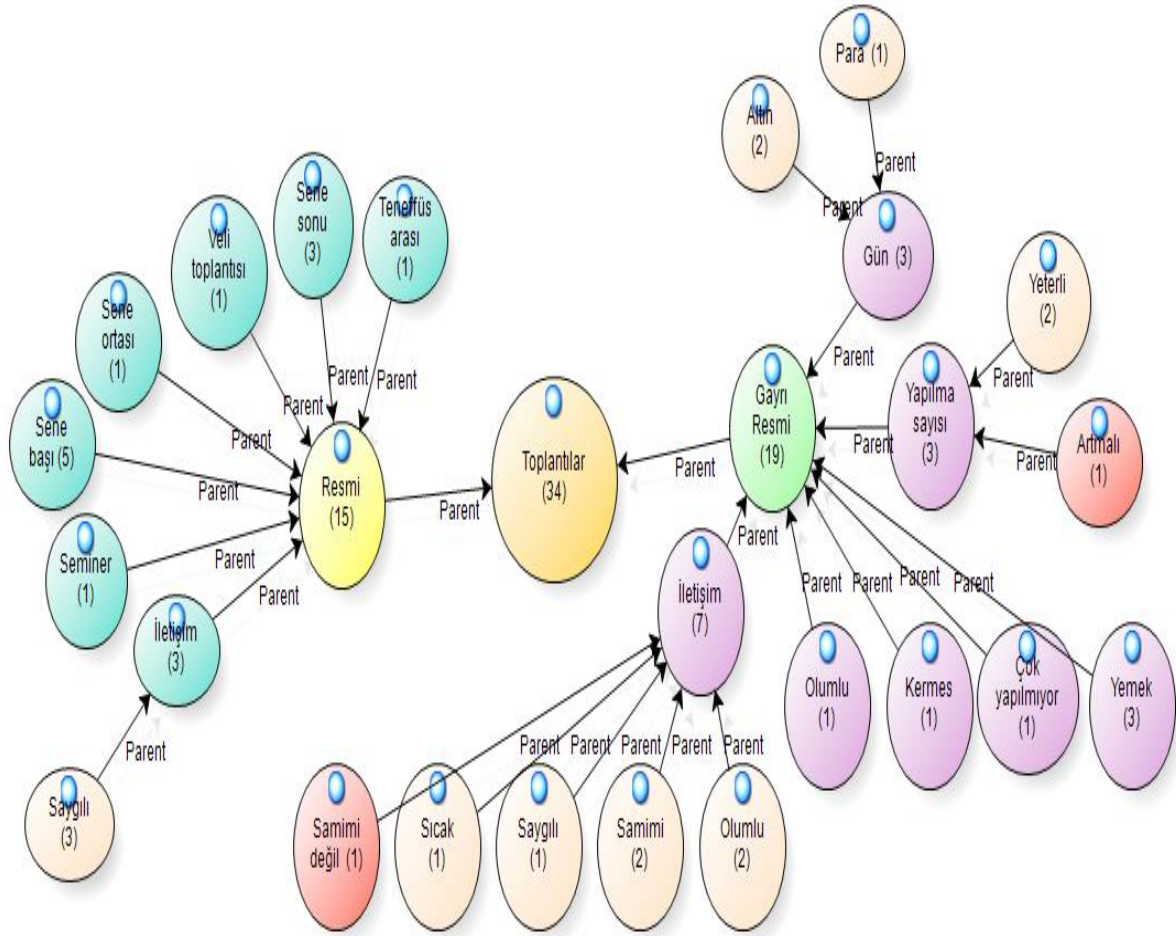 Para (1)
Altın
(2)
Parent
Parent
Sene
sonu
(3)
Teneffüs
arası
(1)
Veli
toplantısı
(1)
Gün (3)
Yeterli
(2)
Sene
ortası
(1)
Parent
Parent
Parent
Parent
Parent
Gayrı
Resmi
(19)
Yapılma
sayısı
(3)
Sene
başı (5)
Parent
Parent
Toplantılar
(34)
Parent
Parent
Parent
Artmalı
(1)
Parent
Resmi
(15)
Parent
Seminer
(1)
Parent
Parent
İletişim
(3)
Parent
İletişim
(7)
Parent
Parent
Parent
Parent
Olumlu
(1)
Kermes
(1)
Çok
yapılmıyor
(1)
Yemek
(3)
Parent
Parent
Parent
Parent
Parent
Parent
Saygılı
(3)
Samimi
değil (1)
Sıcak
(1)
Saygılı
(1)
Samimi
(2)
Olumlu
(2)